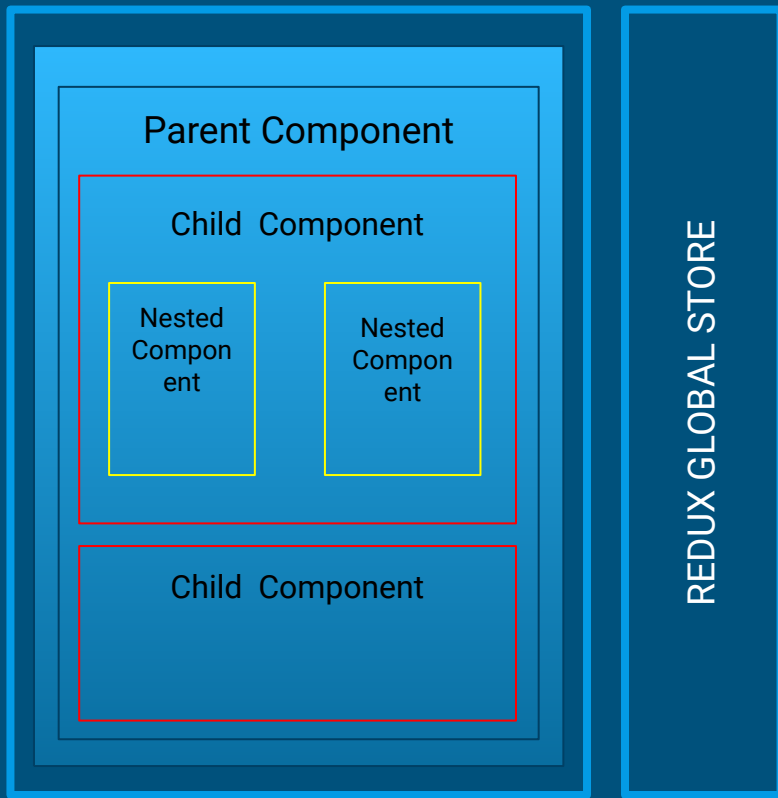 Parent Component
Child  Component
Nested
Compon
ent
Nested
Compon
ent
Child  Component
REDUX GLOBAL STORE